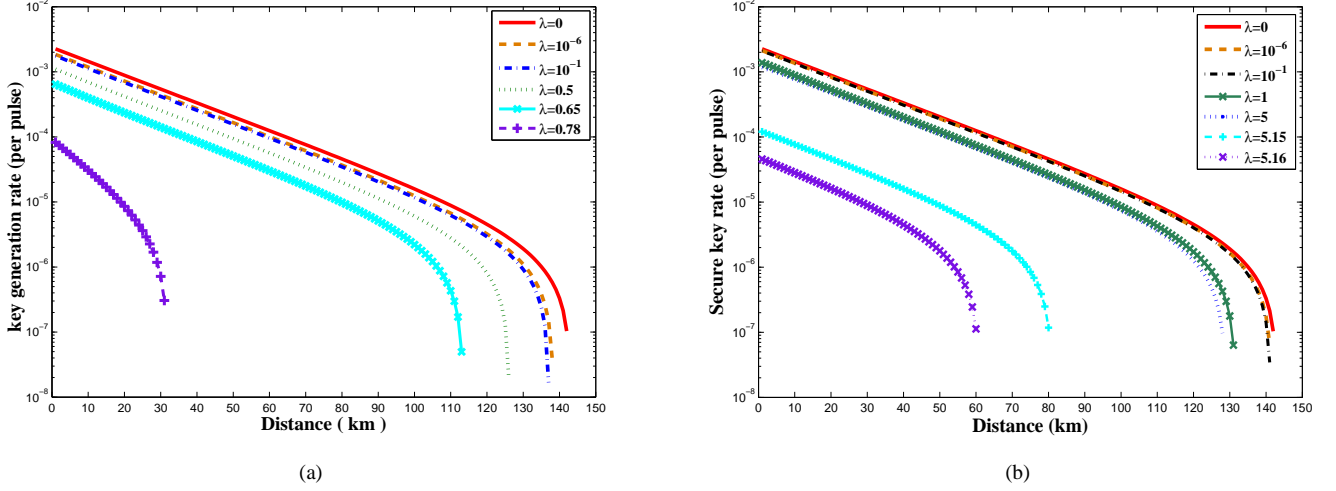 key generation rate (per pulse)
10⁻²
10⁻³
10⁻⁴
10⁻⁵
10⁻⁶
10⁻⁷
10⁻⁸
λ=0
λ=10⁻⁶
λ=10⁻¹
λ=0.5
λ=0.65
λ=0.78
0 10 20 30 40 50 60 70 80 90 100 110 120 130 140 150
Distance ( km )
(a)
Secure key rate (per pulse)
10⁻²
10⁻³
10⁻⁴
10⁻⁵
10⁻⁶
10⁻⁷
10⁻⁸
λ=0
λ=10⁻⁶
λ=10⁻¹
λ=1
λ=5
λ=5.15
λ=5.16
0 10 20 30 40 50 60 70 80 90 100 110 120 130 140 150
Distance (km)
(b)